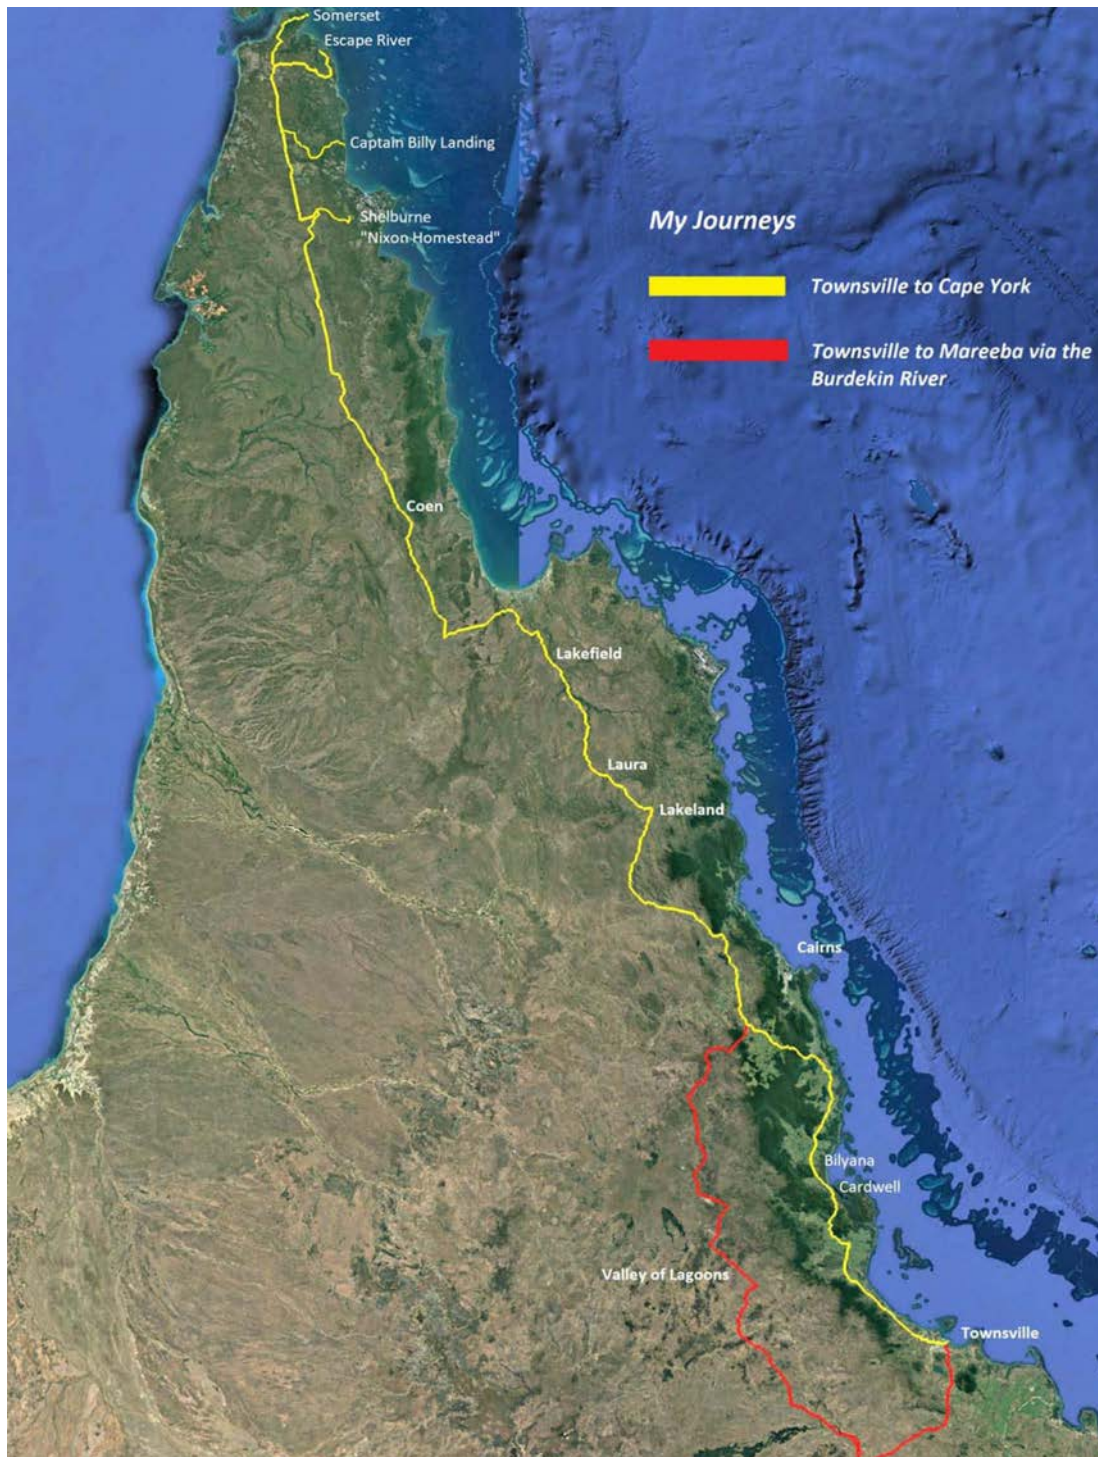 Somerset
Escape River
Captain Billy Landing
Shelburne
"Nixon Homestead"
My Journeys
Townsville to Cape York
Townsville to Mareeba via the
Burdekin River
Coen
Lakefield
Laura
Lakeland
Cairns
Bilyana
Cardwell
Valley of Lagoons
Townsville